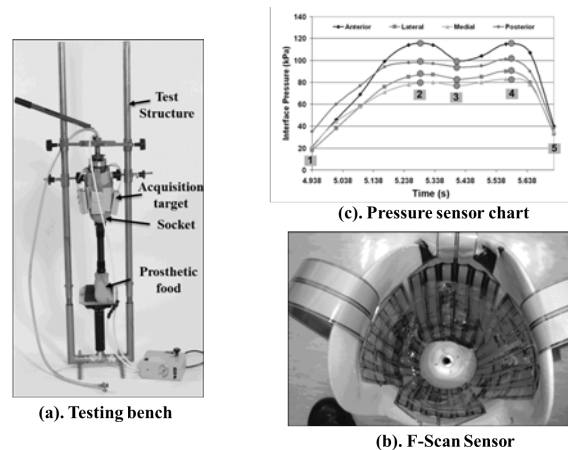 Test
Structure
Acquisition
target
Socket
Prosthetic
food
(a). Testing bench
140
120
100
80
60
40
20
0
Interface Pressure (kPa)
Anterior
Lateral
Medial
Posterior
1
2
3
4
5
4.938
5.038
5.138
5.238
5.338
5.438
5.538
5.638
Time (s)
(c). Pressure sensor chart
(b). F-Scan Sensor